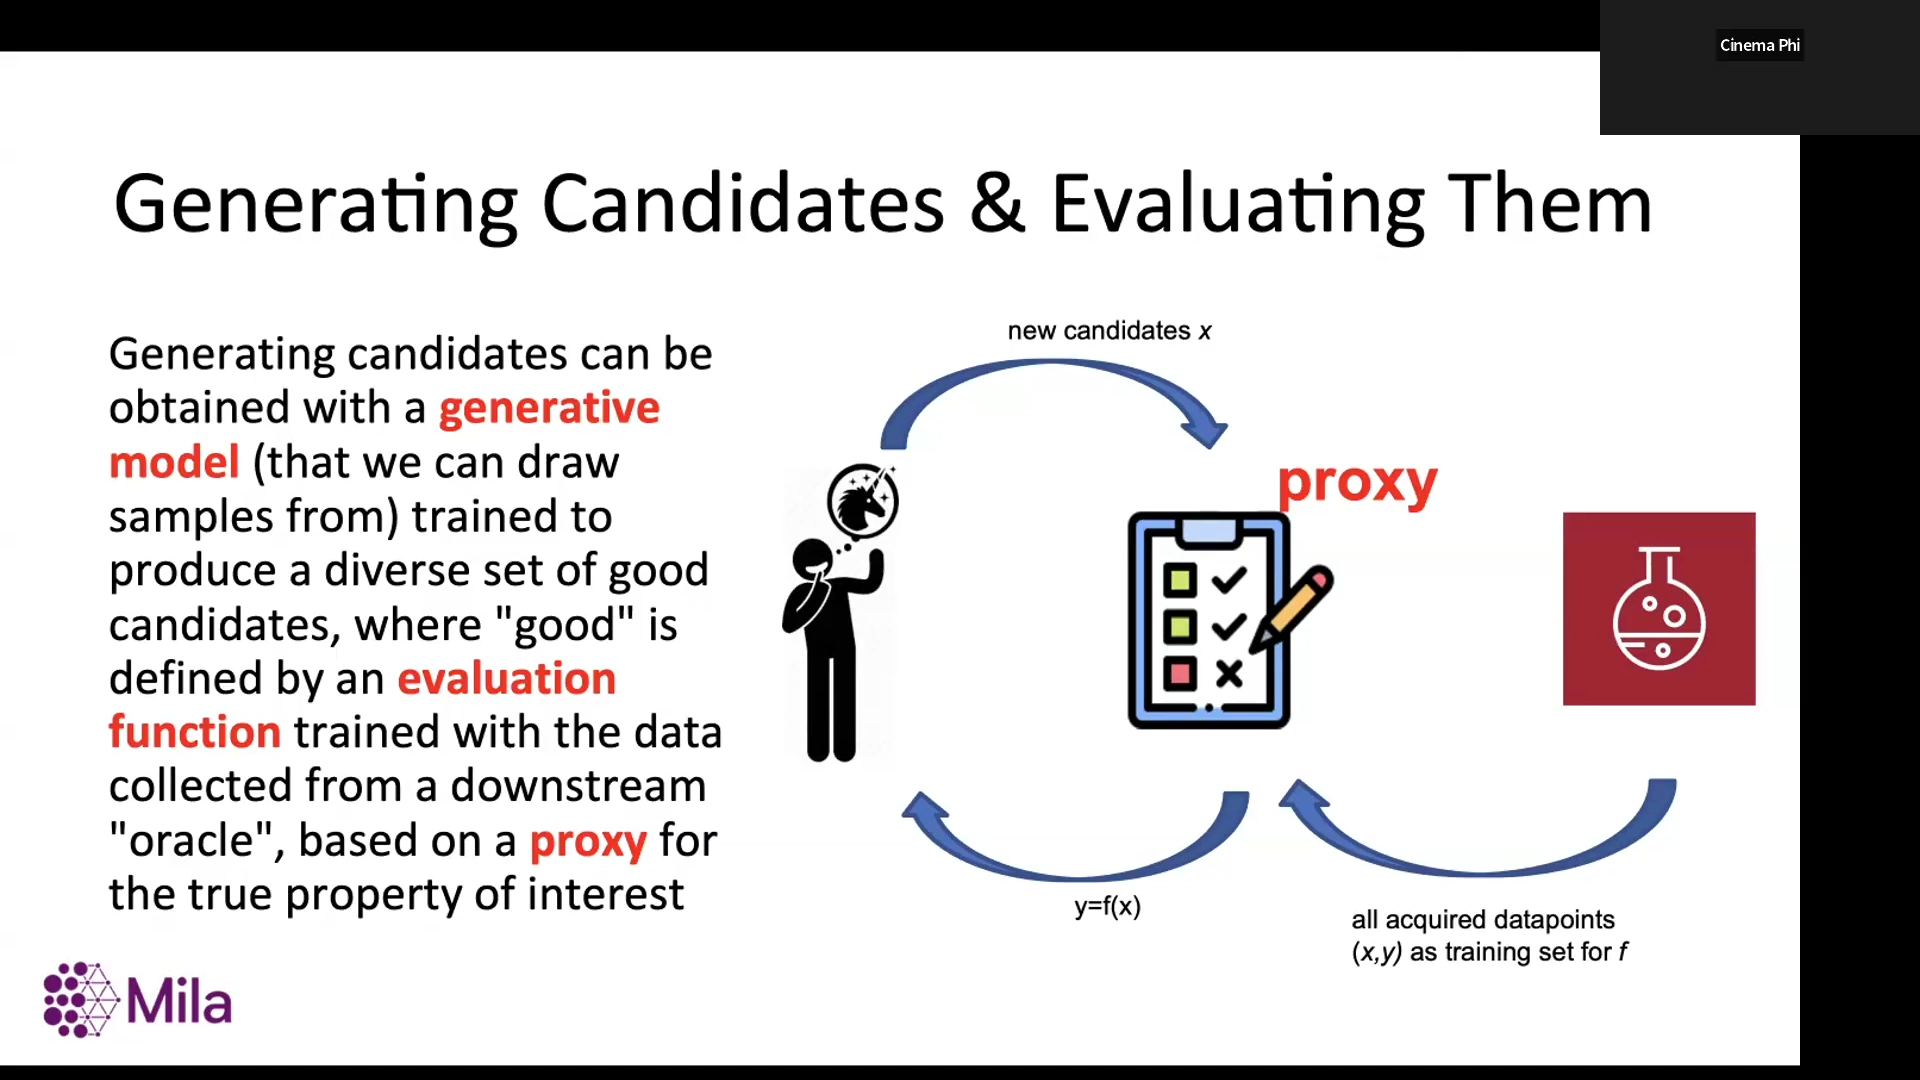 Cinema Phi
Generating Candidates & Evaluating Them
Generating candidates can be
obtained with a generative
model (that we can draw
samples from) trained to
produce a diverse set of good
candidates, where "good" is
defined by an evaluation
function trained with the data
collected from a downstream
"oracle", based on a proxy for
the true property of interest
new candidates x
proxy
y=f(x)
all acquired datapoints
(x,y) as training set for f
Mila